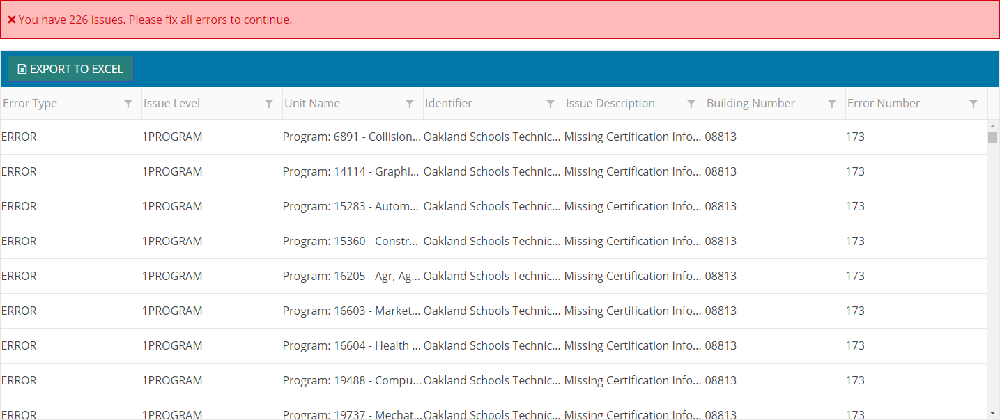 You have 226 issues. Please fix all errors to continue.
EXPORT TO EXCEL
Error Type Issue Level Unit Name Identifier Issue Description Building Number Error Number
ERROR 1PROGRAM Program: 6891 - Collision... Oakland Schools Technic... Missing Certification Info... 08813 173
ERROR 1PROGRAM Program: 14114 - Graphi... Oakland Schools Technic... Missing Certification Info... 08813 173
ERROR 1PROGRAM Program: 15283 - Autom... Oakland Schools Technic... Missing Certification Info... 08813 173
ERROR 1PROGRAM Program: 15360 - Constr... Oakland Schools Technic... Missing Certification Info... 08813 173
ERROR 1PROGRAM Program: 16205 - Agr, Ag... Oakland Schools Technic... Missing Certification Info... 08813 173
ERROR 1PROGRAM Program: 16603 - Market... Oakland Schools Technic... Missing Certification Info... 08813 173
ERROR 1PROGRAM Program: 16604 - Health ... Oakland Schools Technic... Missing Certification Info... 08813 173
ERROR 1PROGRAM Program: 19488 - Compu... Oakland Schools Technic... Missing Certification Info... 08813 173
ERROR 1PROGRAM Program: 19737 - Mechat... Oakland Schools Technic... Missing Certification Info... 08813 173